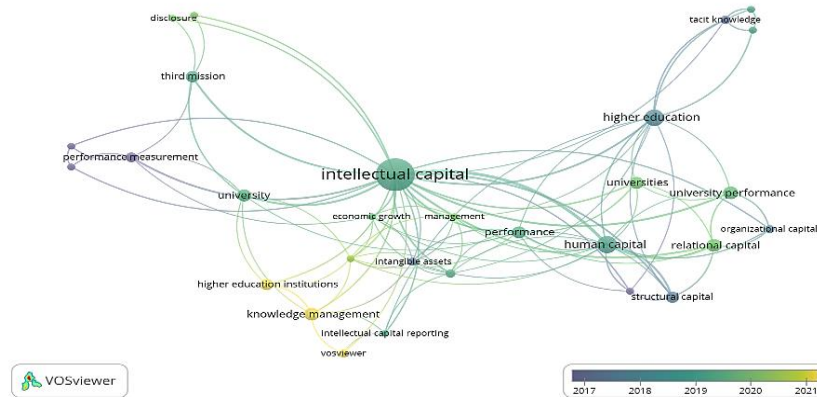 disclosure
tacit knowledge
third mission
higher education
performance measurement
intellectual capital
universities
university performance
university
economic growth
management
organizational capital
performance
human capital
relational capital
intangible assets
higher education institutions
structural capital
knowledge management
intellectual capital reporting
vosviewer
VOSviewer
2017 2018 2019 2020 2021